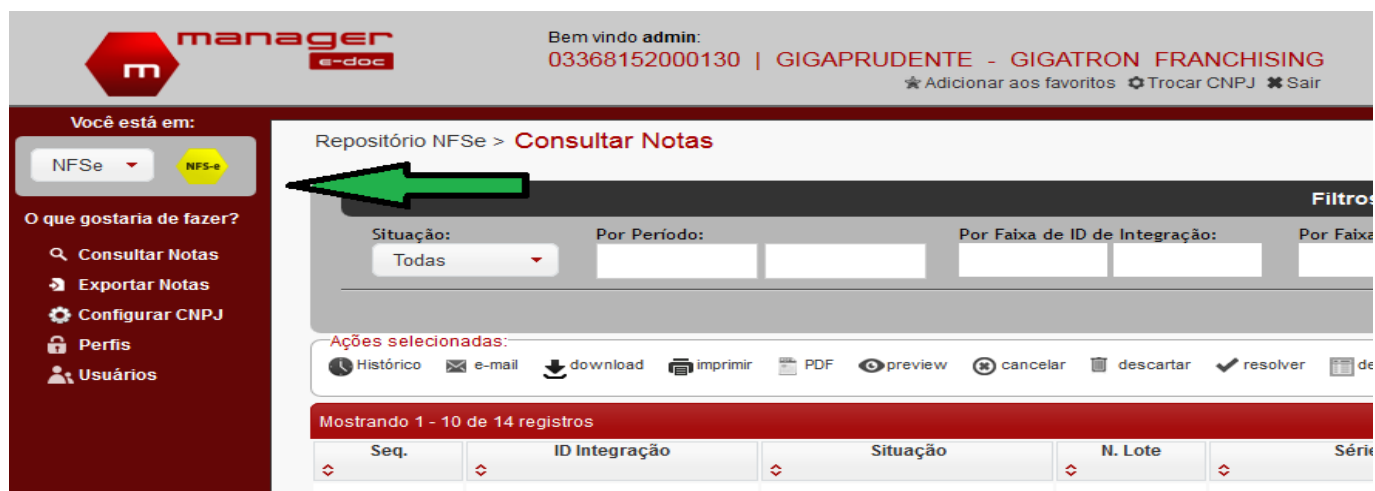 manager
e-doc
m
Bem vindo admin:
03368152000130 | GIGAPRUDENTE - GIGATRON FRANCHISING
Adicionar aos favoritos Trocar CNPJ Sair
Você está em:
NFSe NFS-e
O que gostaria de fazer?
Consultar Notas
Exportar Notas
Configurar CNPJ
Perfis
Usuários
Repositório NFSe > Consultar Notas
Filtros
Situação: Por Período: Por Faixa de ID de Integração: Por Faixa
Todas
Ações selecionadas:
Histórico e-mail download imprimir PDF preview cancelar descartar resolver de
Mostrando 1 - 10 de 14 registros
Seq. ID Integração Situação N. Lote Série